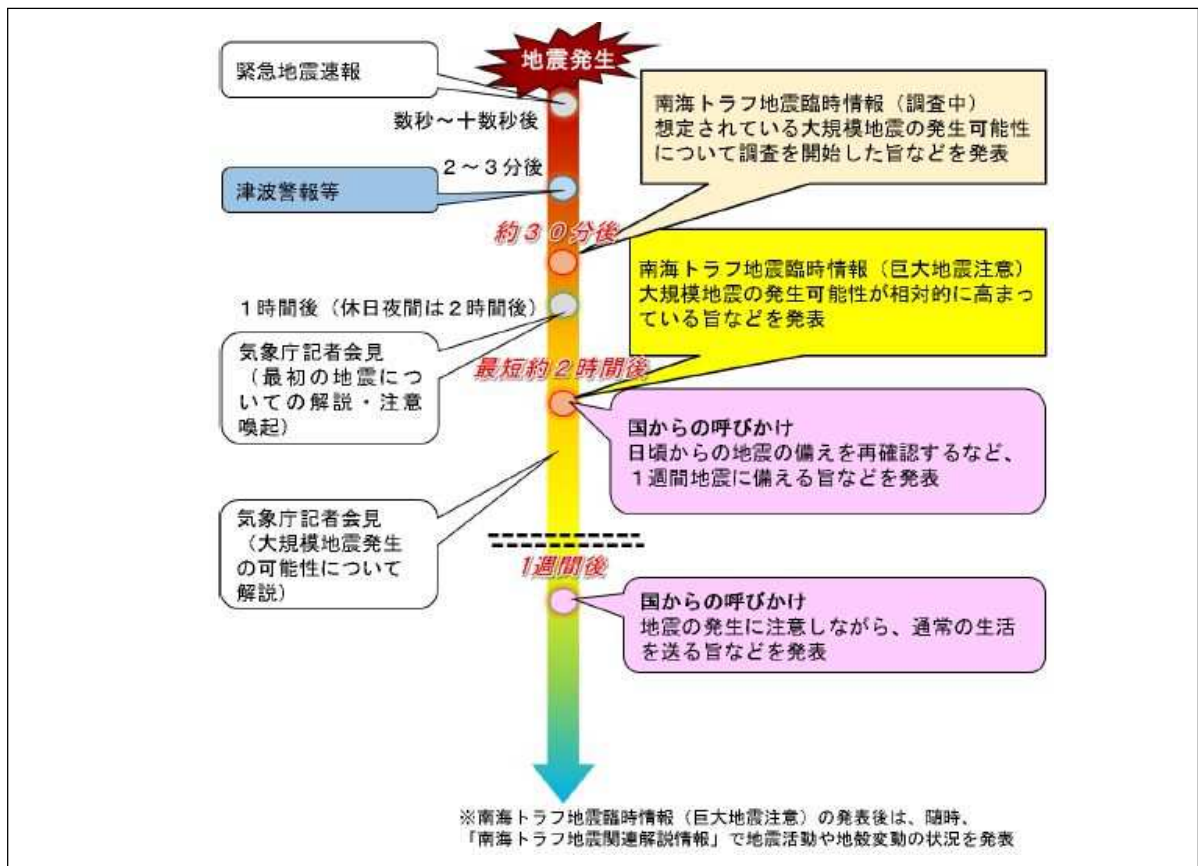 地震発生
緊急地震速報
数秒～十数秒後
南海トラフ地震臨時情報（調査中）
想定されている大規模地震の発生可能性
について調査を開始した旨などを発表
２～３分後
津波警報等
約３０分後
南海トラフ地震臨時情報（巨大地震注意）
大規模地震の発生可能性が相対的に高まっ
ている旨などを発表
１時間後（休日夜間は２時間後）
気象庁記者会見
（最初の地震につ
いての解説・注意
喚起）
最短約２時間後
国からの呼びかけ
日頃からの地震の備えを再確認するなど、
１週間地震に備える旨などを発表
気象庁記者会見
（大規模地震発生
の可能性について
解説）
1週間後
国からの呼びかけ
地震の発生に注意しながら、通常の生活
を送る旨などを発表
※南海トラフ地震臨時情報（巨大地震注意）の発表後は、随時、
「南海トラフ地震関連解説情報」で地震活動や地殻変動の状況を発表